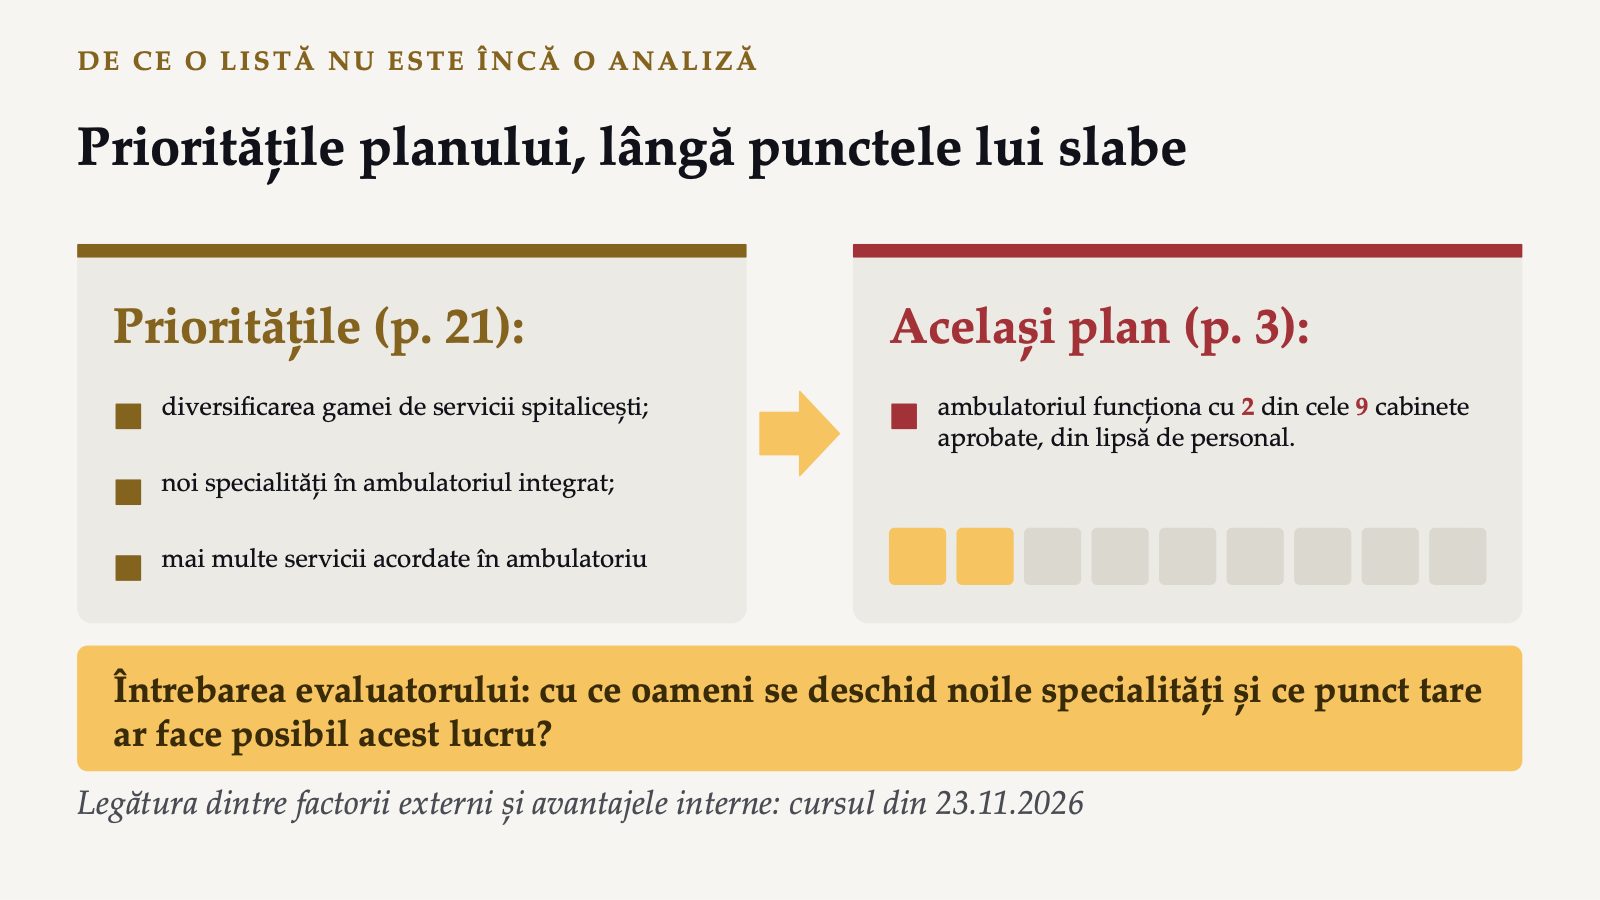 DE CE O LISTĂ NU ESTE ÎNCĂ O ANALIZĂ
Prioritățile planului, lângă punctele lui slabe
Prioritățile (p. 21):
diversificarea gamei de servicii spitalicești;
noi specialități în ambulatoriul integrat;
mai multe servicii acordate în ambulatoriu
Același plan (p. 3):
ambulatoriul funcționa cu 2 din cele 9 cabinete
aprobate, din lipsă de personal.
Întrebarea evaluatorului: cu ce oameni se deschid noile specialități și ce punct tare
ar face posibil acest lucru?
Legătura dintre factorii externi și avantajele interne: cursul din 23.11.2026